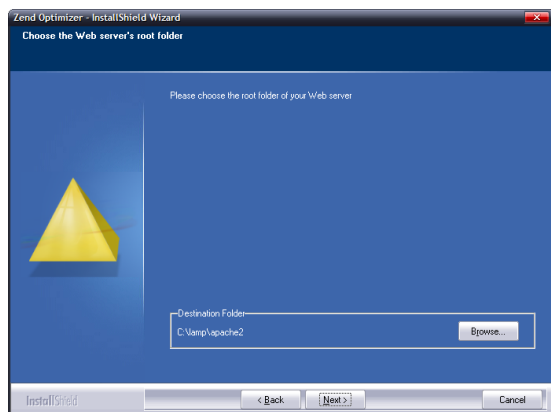 Zend Optimizer - InstallShield Wizard
Choose the Web server's root folder
Please choose the root folder of your Web server
Destination Folder
C:\lamp\apache2
Browse...
InstallShield
< Back
Next >
Cancel